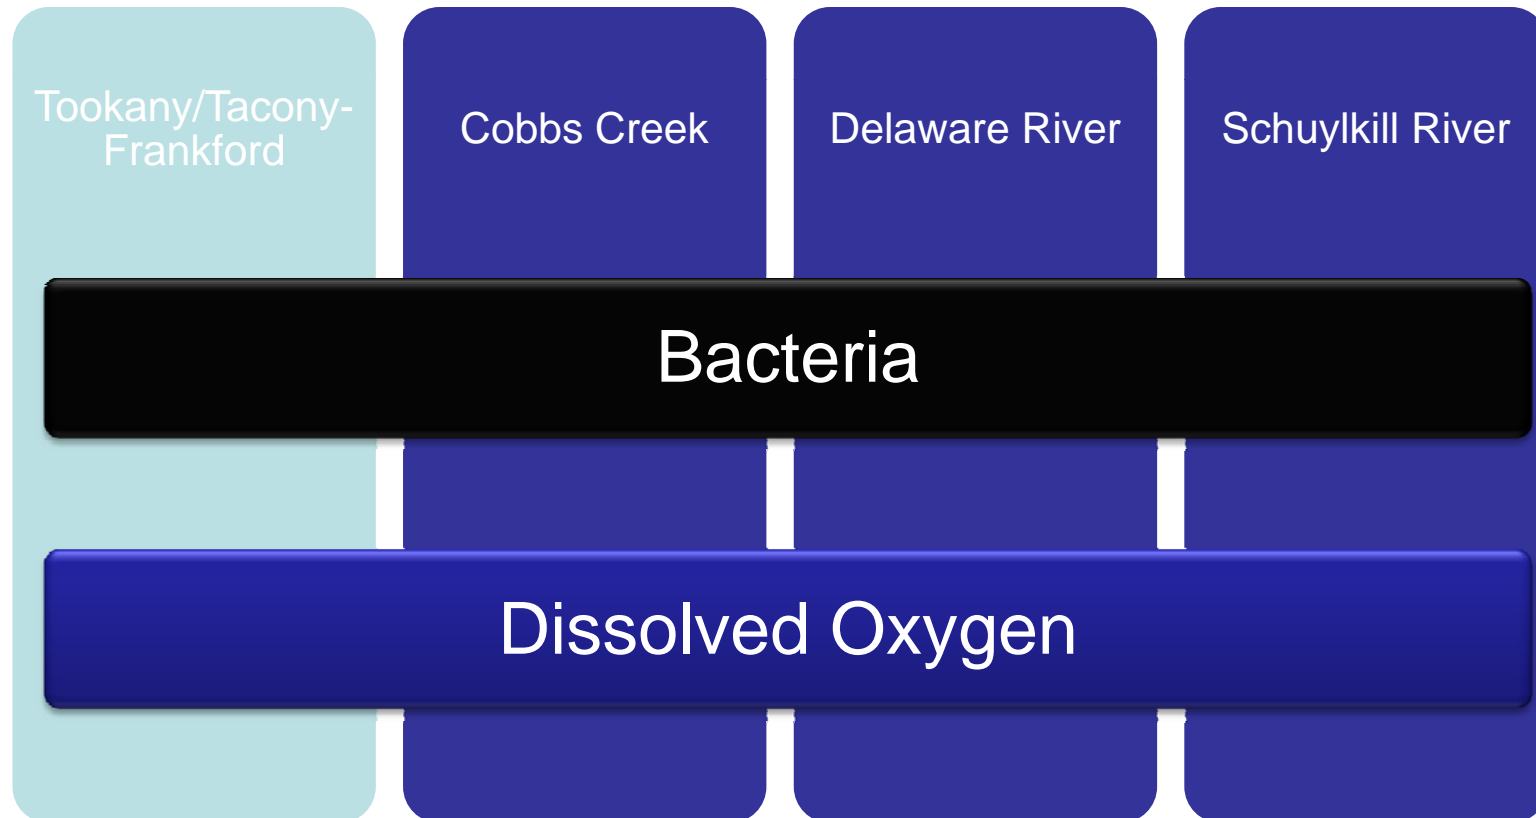 Tookany/Tacony-
Frankford
Cobbs Creek
Delaware River
Schuylkill River
Bacteria
Dissolved Oxygen